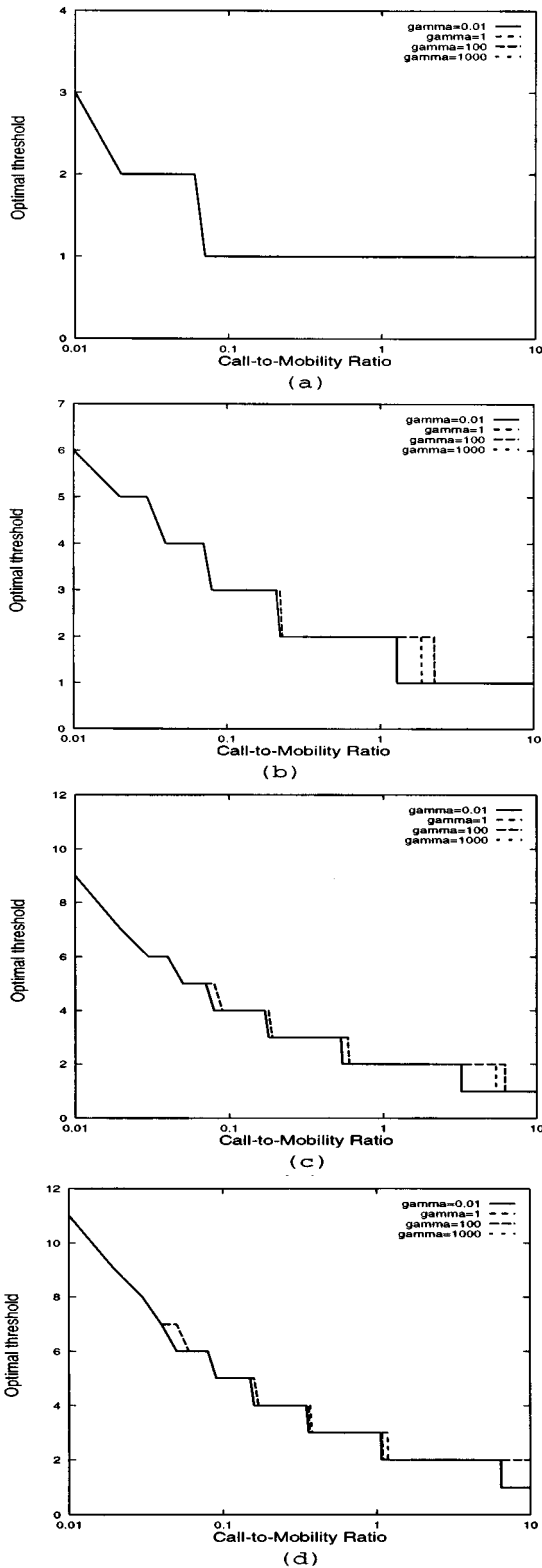 4
3
2
1
0
gamma=0.01
gamma=1
gamma=100
gamma=1000
Optimal threshold
0.01
0.1
1
10
Call-to-Mobility Ratio
(a)
7
6
5
4
3
2
1
0
gamma=0.01
gamma=1
gamma=100
gamma=1000
Optimal threshold
0.01
0.1
1
10
Call-to-Mobility Ratio
(b)
12
10
8
6
4
2
0
gamma=0.01
gamma=1
gamma=100
gamma=1000
Optimal threshold
0.01
0.1
1
10
Call-to-Mobility Ratio
(c)
12
10
8
6
4
2
0
gamma=0.01
gamma=1
gamma=100
gamma=1000
Optimal threshold
0.01
0.1
1
10
Call-to-Mobility Ratio
(d)